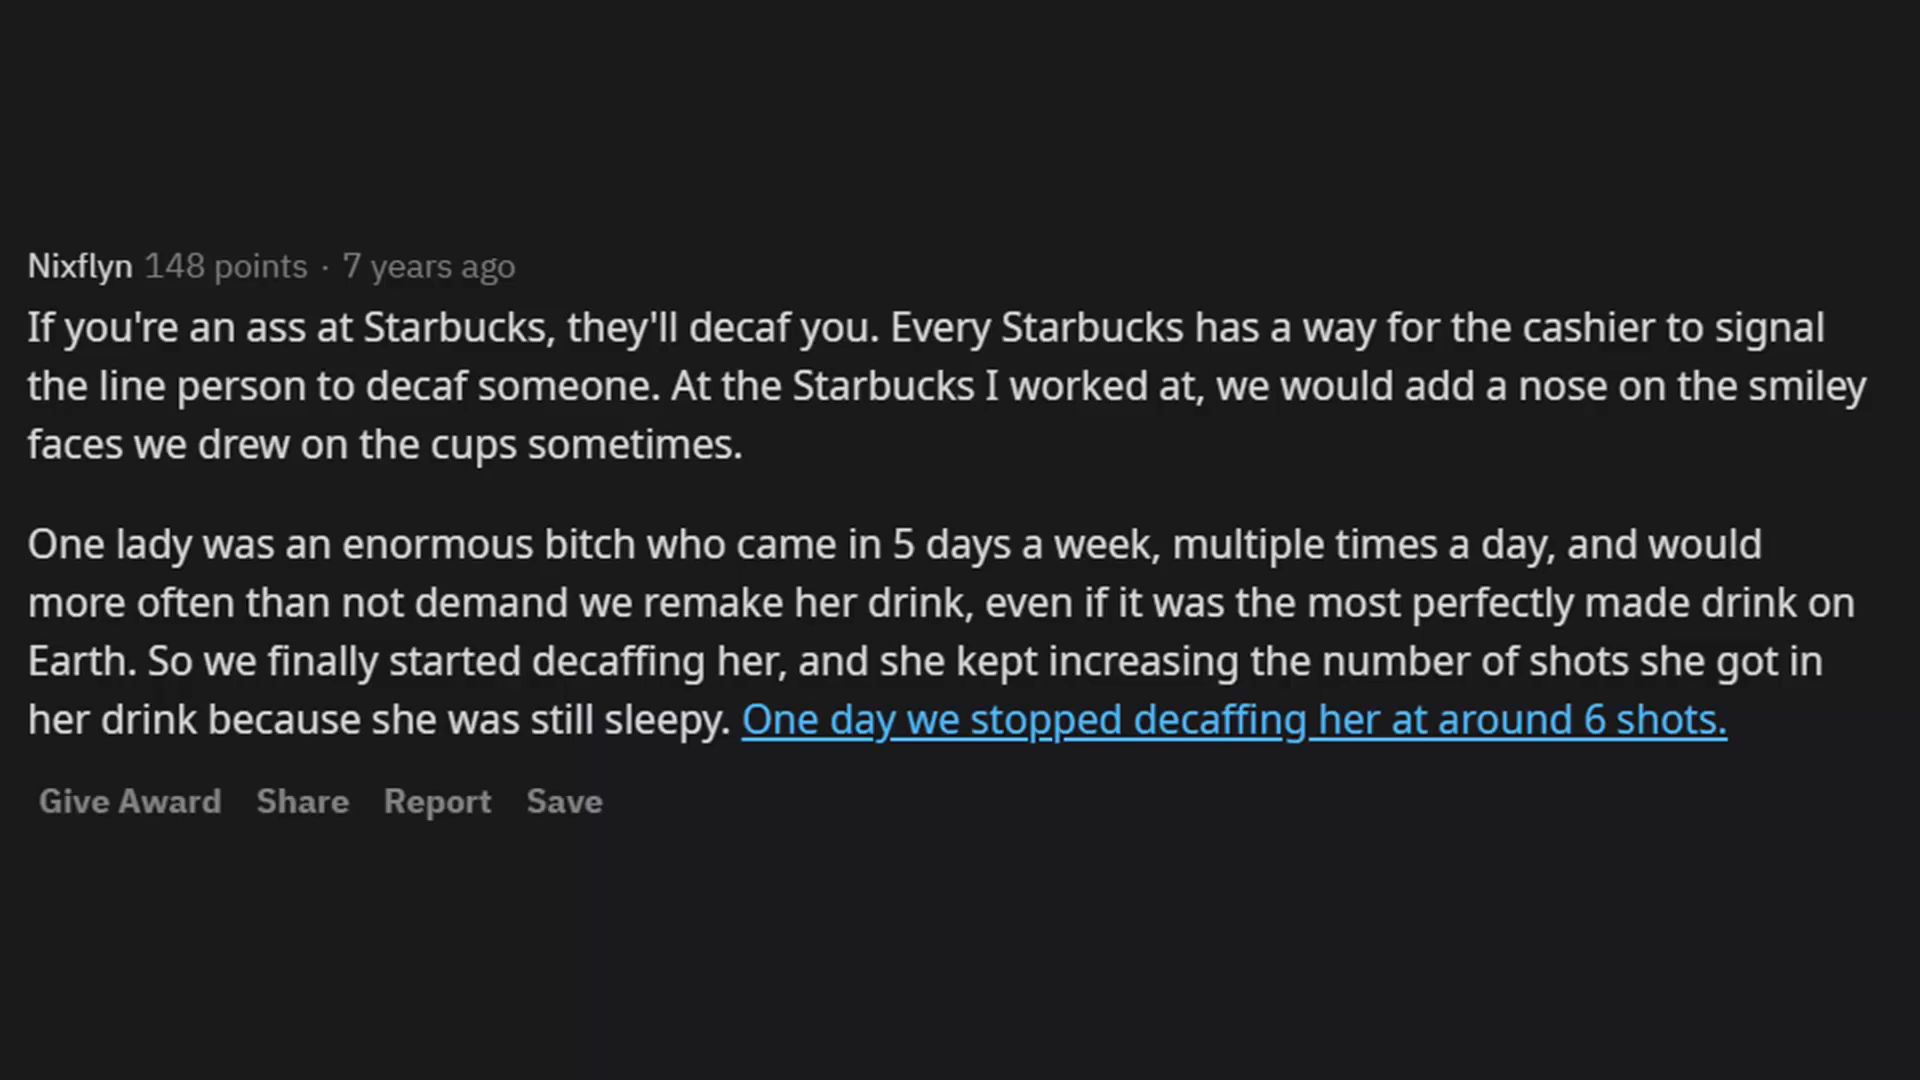 Nixflyn 148 points · 7 years ago
If you're an ass at Starbucks, they'll decaf you. Every Starbucks has a way for the cashier to signal
the line person to decaf someone. At the Starbucks I worked at, we would add a nose on the smiley
faces we drew on the cups sometimes.
One lady was an enormous bitch who came in 5 days a week, multiple times a day, and would
more often than not demand we remake her drink, even if it was the most perfectly made drink on
Earth. So we finally started decaffing her, and she kept increasing the number of shots she got in
her drink because she was still sleepy. One day we stopped decaffing her at around 6 shots.
Give Award Share Report Save